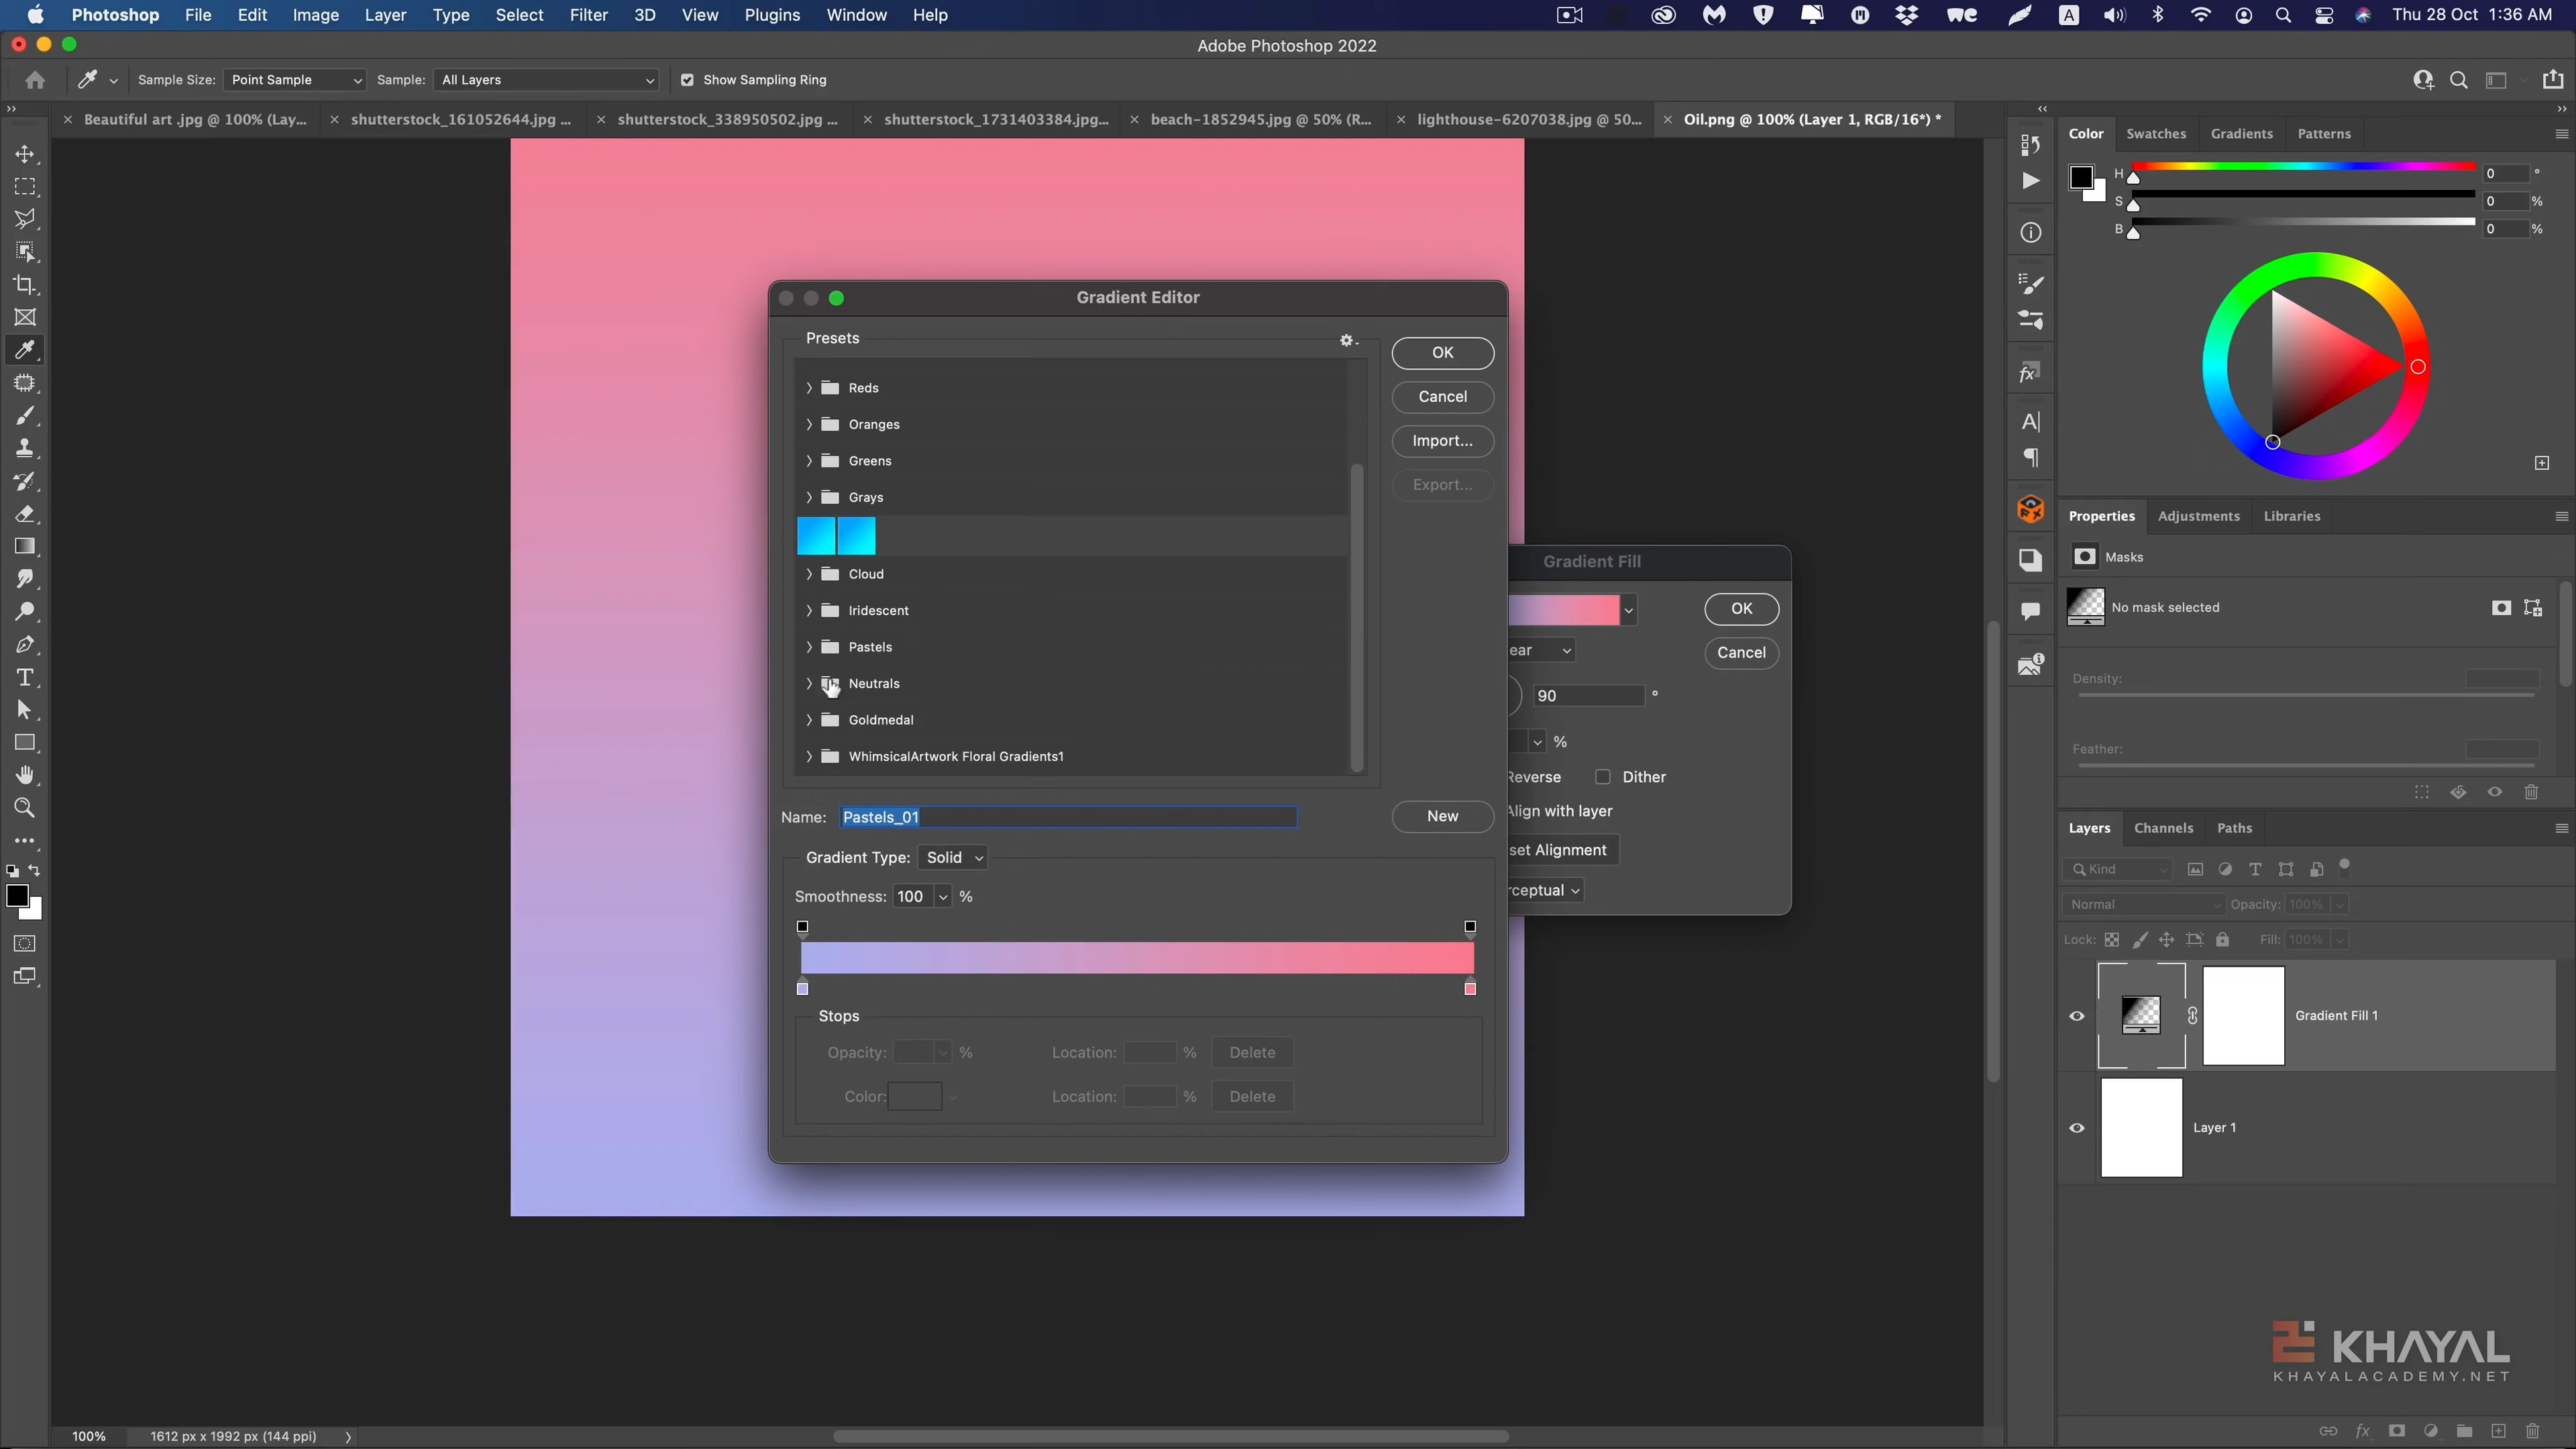 Photoshop File Edit Image Layer Type Select Filter 3D View Plugins Window Help A Thu 28 Oct 1:36 AM
Adobe Photoshop 2022
Sample Size: Point Sample Sample: All Layers Show Sampling Ring
Beautiful art .jpg @ 100% (Lay... shutterstock_161052644.jpg ... shutterstock_338950502.jpg ... shutterstock_1731403384.jpg... beach-1852945.jpg @ 50% (R... lighthouse-6207038.jpg @ 50... Oil.png @ 100% (Layer 1, RGB/16*) *
Color Swatches Gradients Patterns
H 0 °
S 0 %
B 0 %
Gradient Editor
Presets
Reds
Oranges
Greens
Grays
Cloud
Iridescent
Pastels
Neutrals
Goldmedal
WhimsicalArtwork Floral Gradients1
OK
Cancel
Import...
Export...
Name: Pastels_01
New
Gradient Type: Solid
Smoothness: 100 %
Stops
Opacity: % Location: % Delete
Color: Location: % Delete
Gradient Fill
OK
ear
Cancel
90 °
%
Reverse Dither
Align with layer
set Alignment
rceptual
Properties Adjustments Libraries
Masks
No mask selected
Density:
Feather:
Layers Channels Paths
Kind
Normal Opacity: 100%
Lock: Fill: 100%
Gradient Fill 1
Layer 1
KHAYAL
KHAYALACADEMY.NET
fx
100% 1612 px x 1992 px (144 ppi)